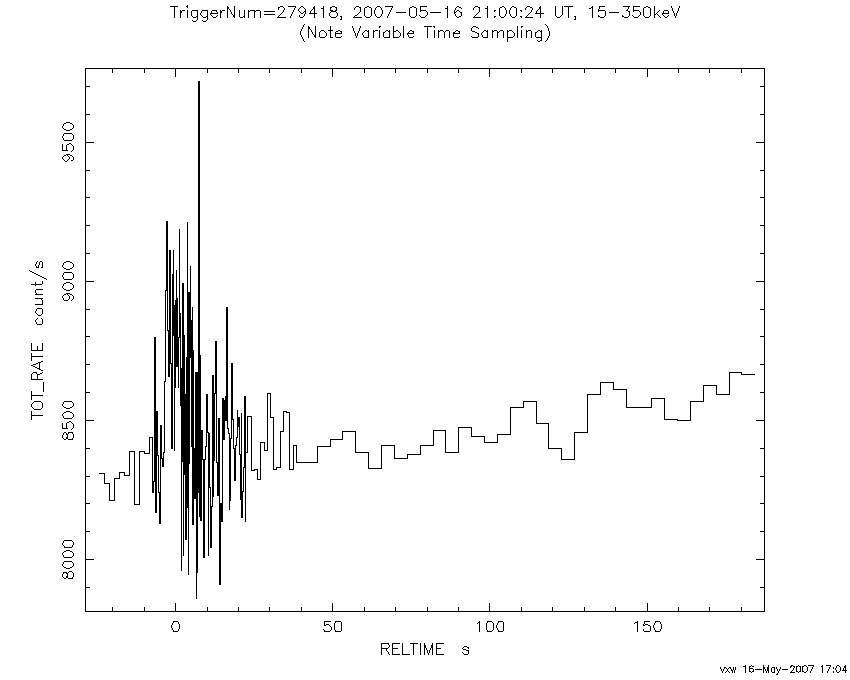 TriggerNum=279418, 2007-05-16 21:00:24 UT, 15-350keV
(Note Variable Time Sampling)
TOT_RATE count/s
9500
9000
8500
8000
0 50 100 150
RELTIME s
vxw 16-May-2007 17:04